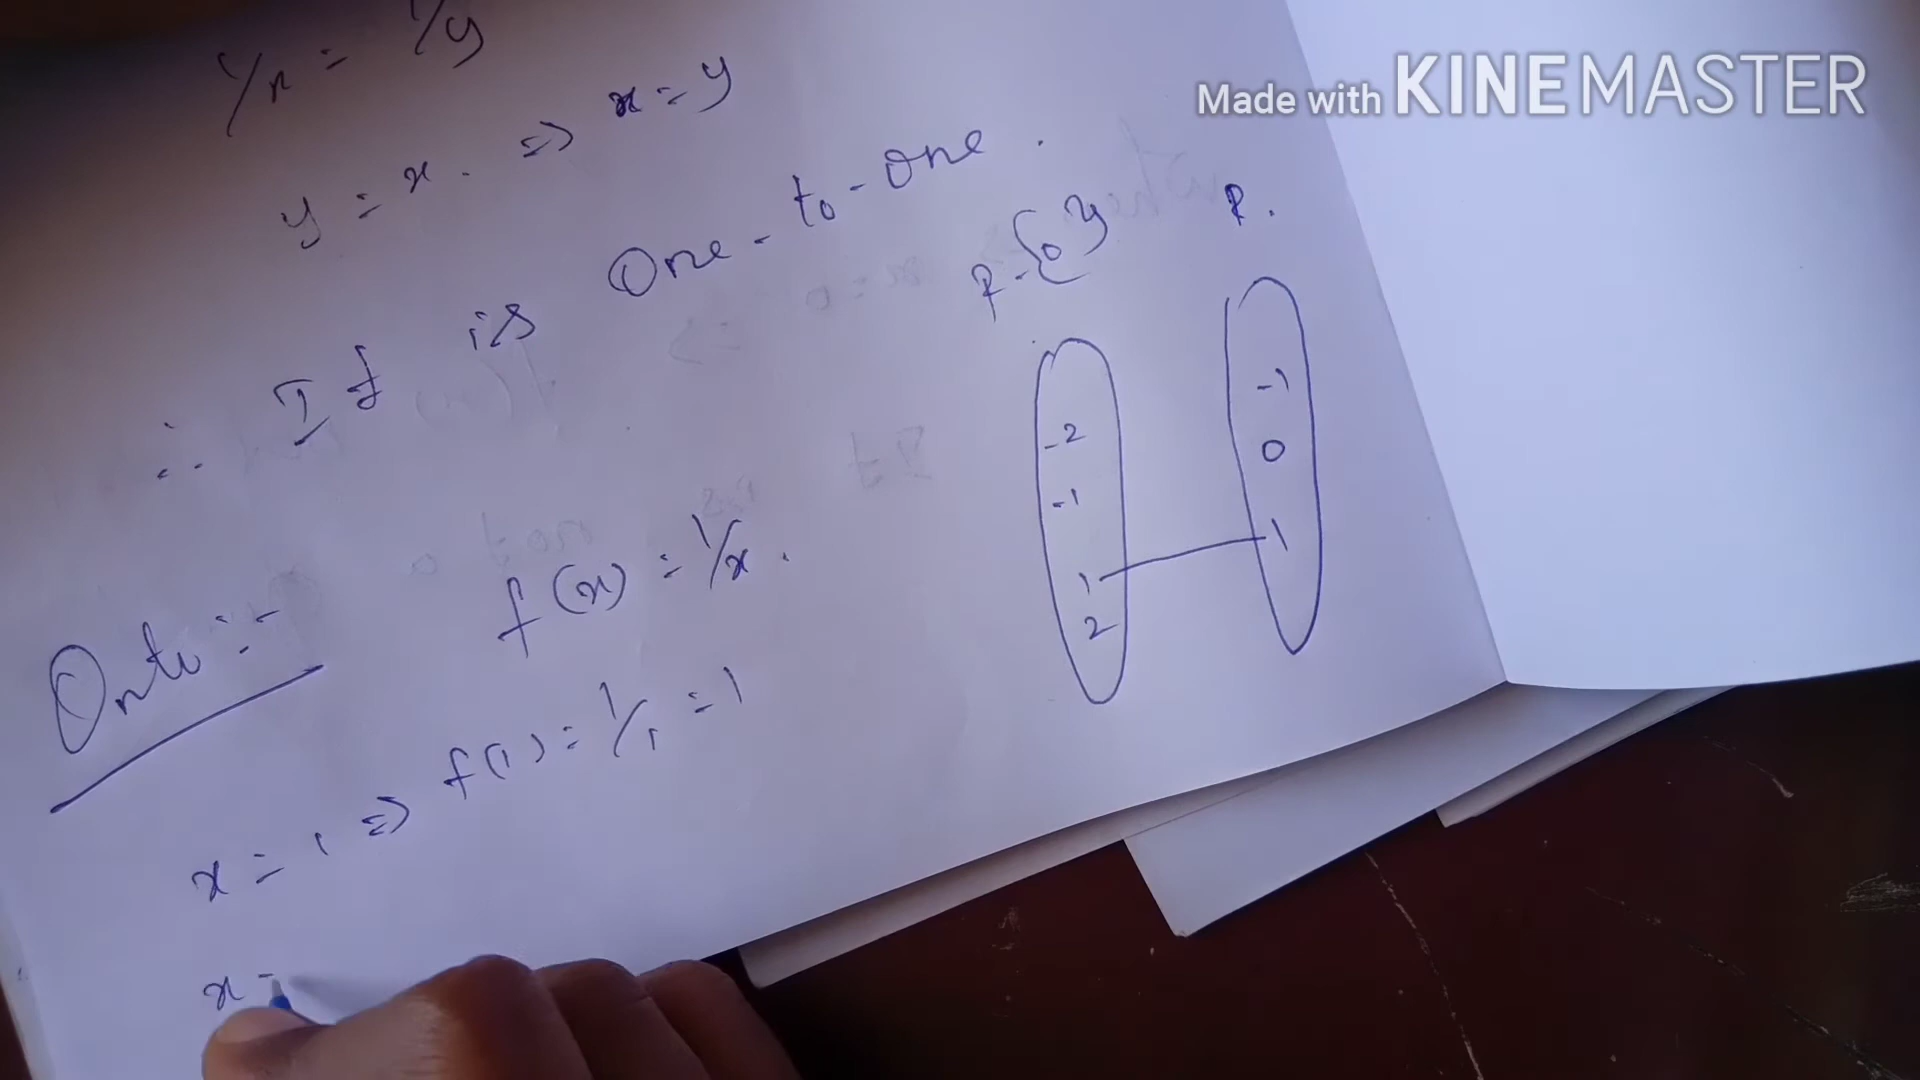 Made with KINEMASTER
1/x = 1/y
y = x. => x = y
∴ If is One-to-One.
R-{0} R.
-2 -1
-1 0
1 1
2
Onto :- f(x) = 1/x.
x = 1 => f(1) = 1/1 = 1
x =